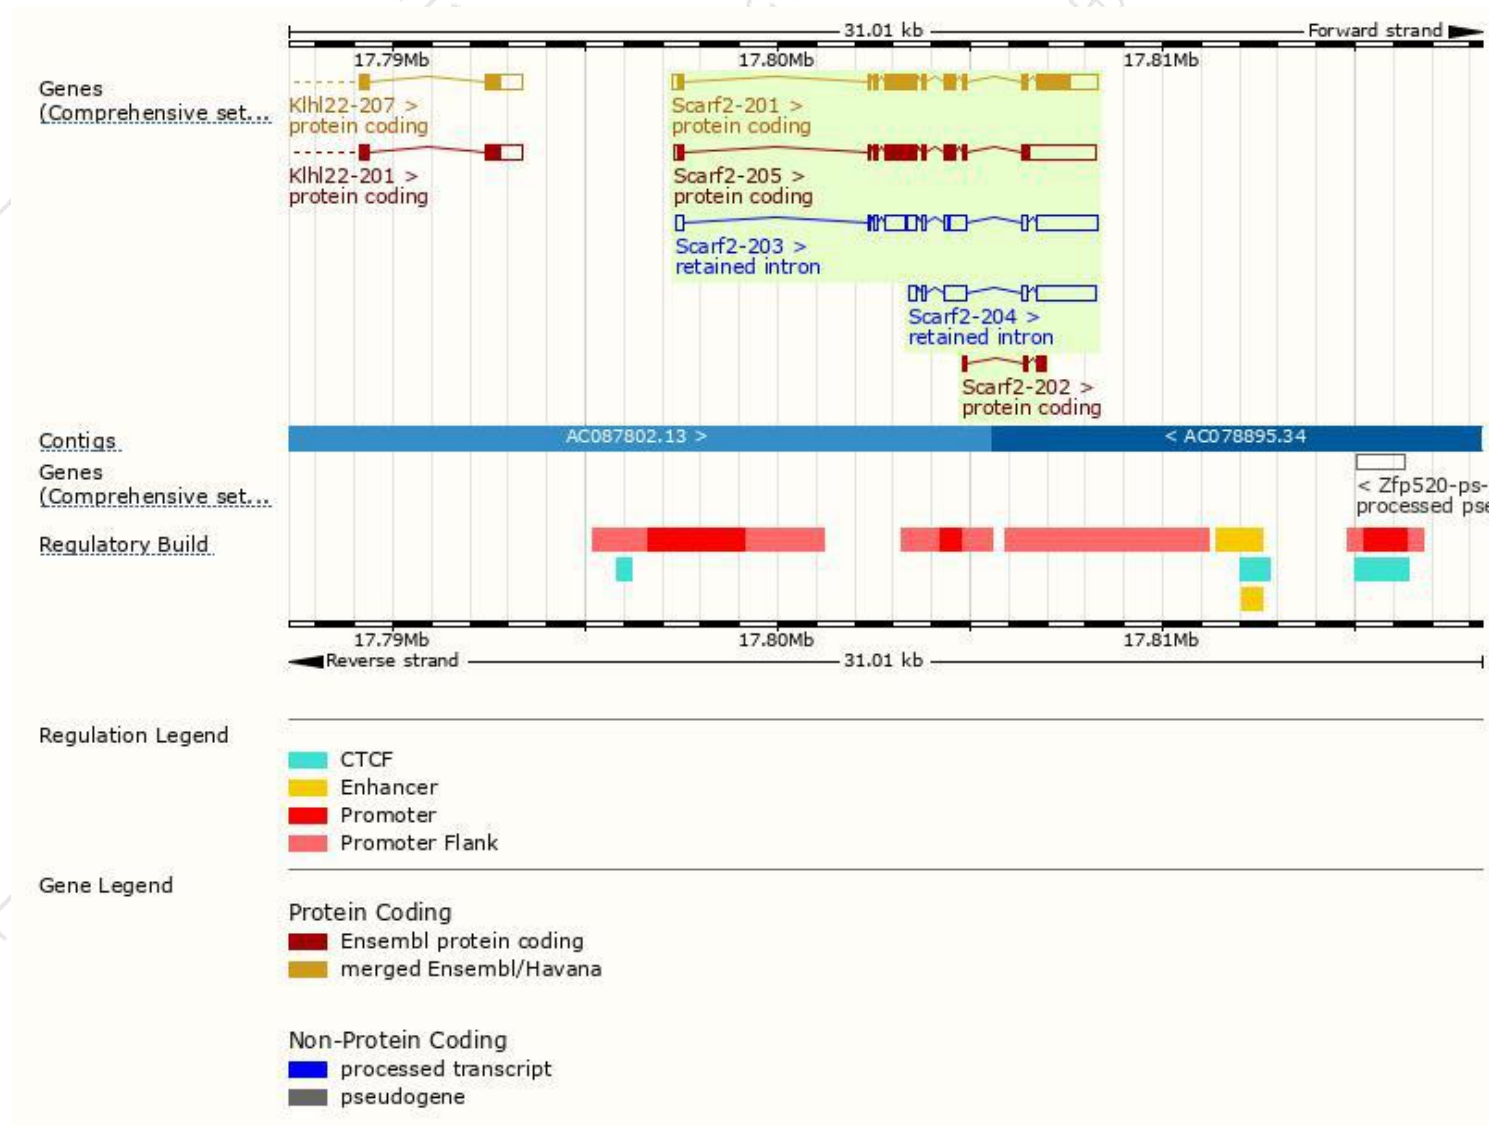 31.01 kb Forward strand
17.79Mb 17.80Mb 17.81Mb
Genes
(Comprehensive set...
Klhl22-207 > Scarf2-201 >
protein coding protein coding
Klhl22-201 > Scarf2-205 >
protein coding protein coding
Scarf2-203 >
retained intron
Scarf2-204 >
retained intron
Scarf2-202 >
protein coding
Contigs AC087802.13 > < AC078895.34
Genes
(Comprehensive set...
< Zfp520-ps-
processed pse
Regulatory Build
17.79Mb 17.80Mb 17.81Mb
Reverse strand 31.01 kb
Regulation Legend
CTCF
Enhancer
Promoter
Promoter Flank
Gene Legend
Protein Coding
Ensembl protein coding
merged Ensembl/Havana
Non-Protein Coding
processed transcript
pseudogene